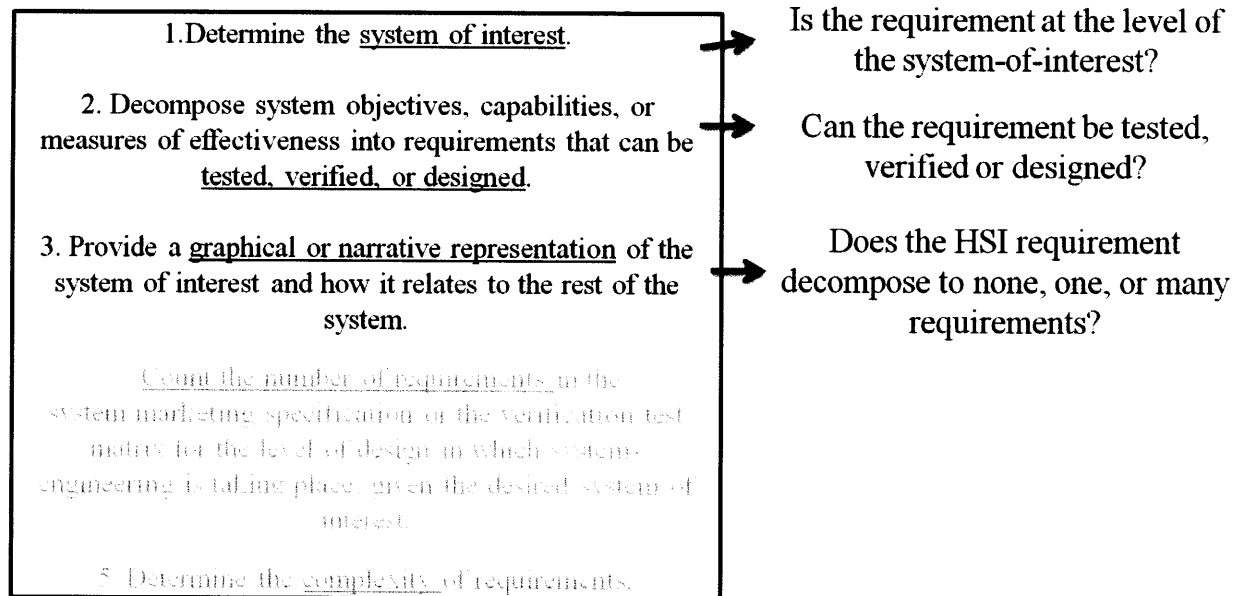 1.Determine the system of interest.
2. Decompose system objectives, capabilities, or
measures of effectiveness into requirements that can be
tested, verified, or designed.
3. Provide a graphical or narrative representation of the
system of interest and how it relates to the rest of the
system.
Count the number of requirements in the
system marketing specification or the verification test
matrix for the level of design in which system-
engineering is taking place, given the desired system of
interest.
5. Determine the complexity of requirements.
Is the requirement at the level of
the system-of-interest?
Can the requirement be tested,
verified or designed?
Does the HSI requirement
decompose to none, one, or many
requirements?